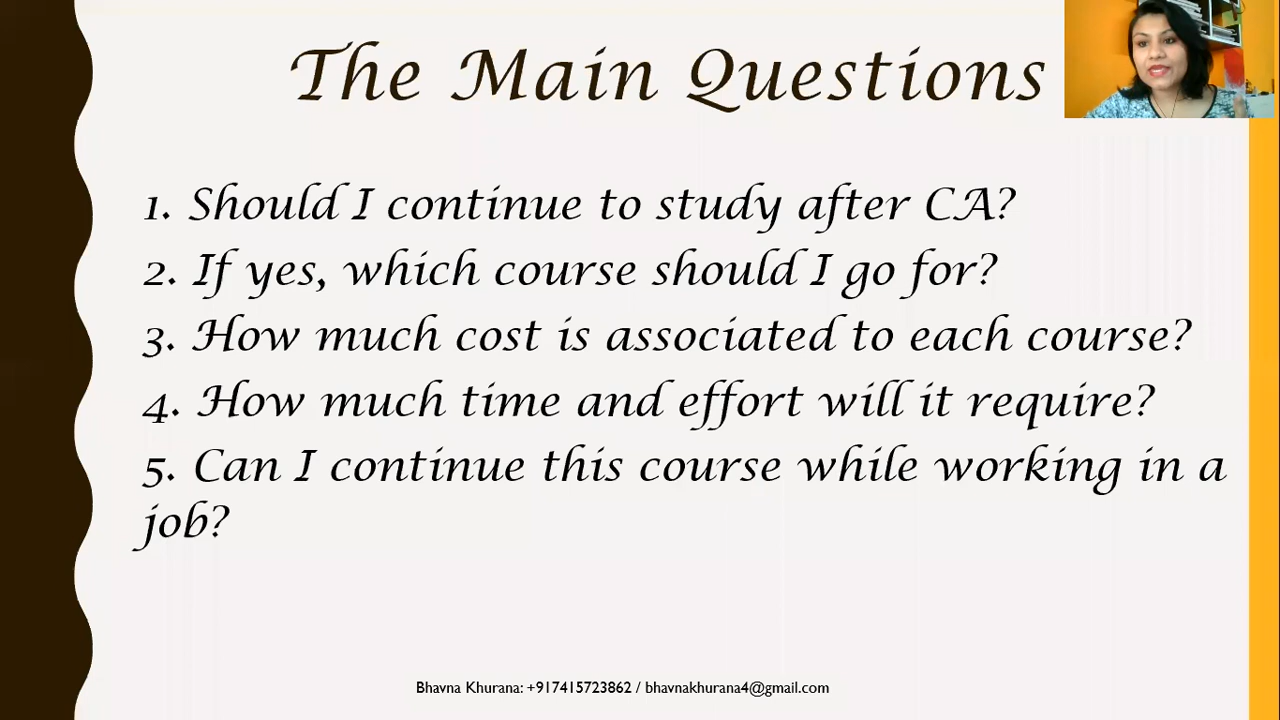 The Main Questions
1. Should I continue to study after CA?
2. If yes, which course should I go for?
3. How much cost is associated to each course?
4. How much time and effort will it require?
5. Can I continue this course while working in a
job?
Bhavna Khurana: +917415723862 / bhavnakhurana4@gmail.com